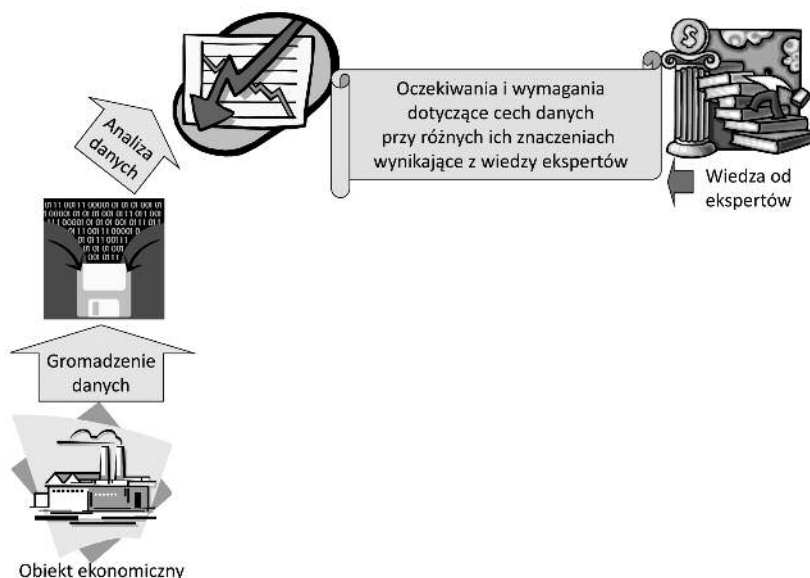 Oczekiwania i wymagania
dotyczące cech danych
przy różnych ich znaczeniach
wynikające z wiedzy ekspertów
Wiedza od
ekspertów
Analiza
danych
Gromadzenie
danych
Obiekt ekonomiczny